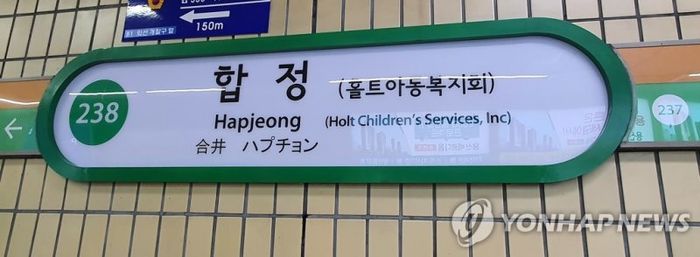 150m
238
합 정 (홀트아동복지회)
Hapjeong (Holt Children's Services, Inc)
合井 ハプチョン
237
YONHAP NEWS